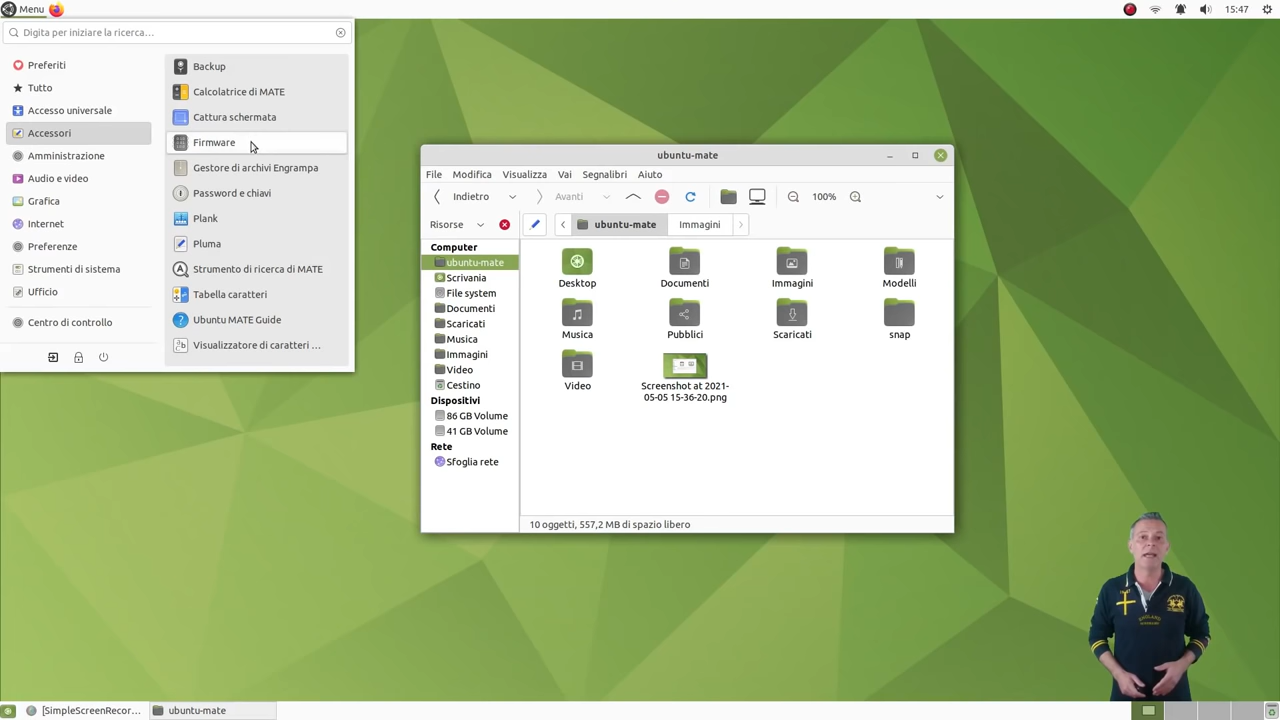 Menu
15:47
Digita per iniziare la ricerca...
Preferiti
Tutto
Accesso universale
Accessori
Amministrazione
Audio e video
Grafica
Internet
Preferenze
Strumenti di sistema
Ufficio
Centro di controllo
Backup
Calcolatrice di MATE
Cattura schermata
Firmware
Gestore di archivi Engrampa
Password e chiavi
Plank
Pluma
Strumento di ricerca di MATE
Tabella caratteri
Ubuntu MATE Guide
Visualizzatore di caratteri ...
ubuntu-mate
File Modifica Visualizza Vai Segnalibri Aiuto
Indietro Avanti 100%
Risorse ubuntu-mate Immagini
Computer
ubuntu-mate
Scrivania
File system
Documenti
Scaricati
Musica
Immagini
Video
Cestino
Dispositivi
86 GB Volume
41 GB Volume
Rete
Sfoglia rete
Desktop Documenti Immagini Modelli
Musica Pubblici Scaricati snap
Video Screenshot at 2021-
05-05 15-36-20.png
10 oggetti, 557,2 MB di spazio libero
ENGLAND
[SimpleScreenRecor... ubuntu-mate